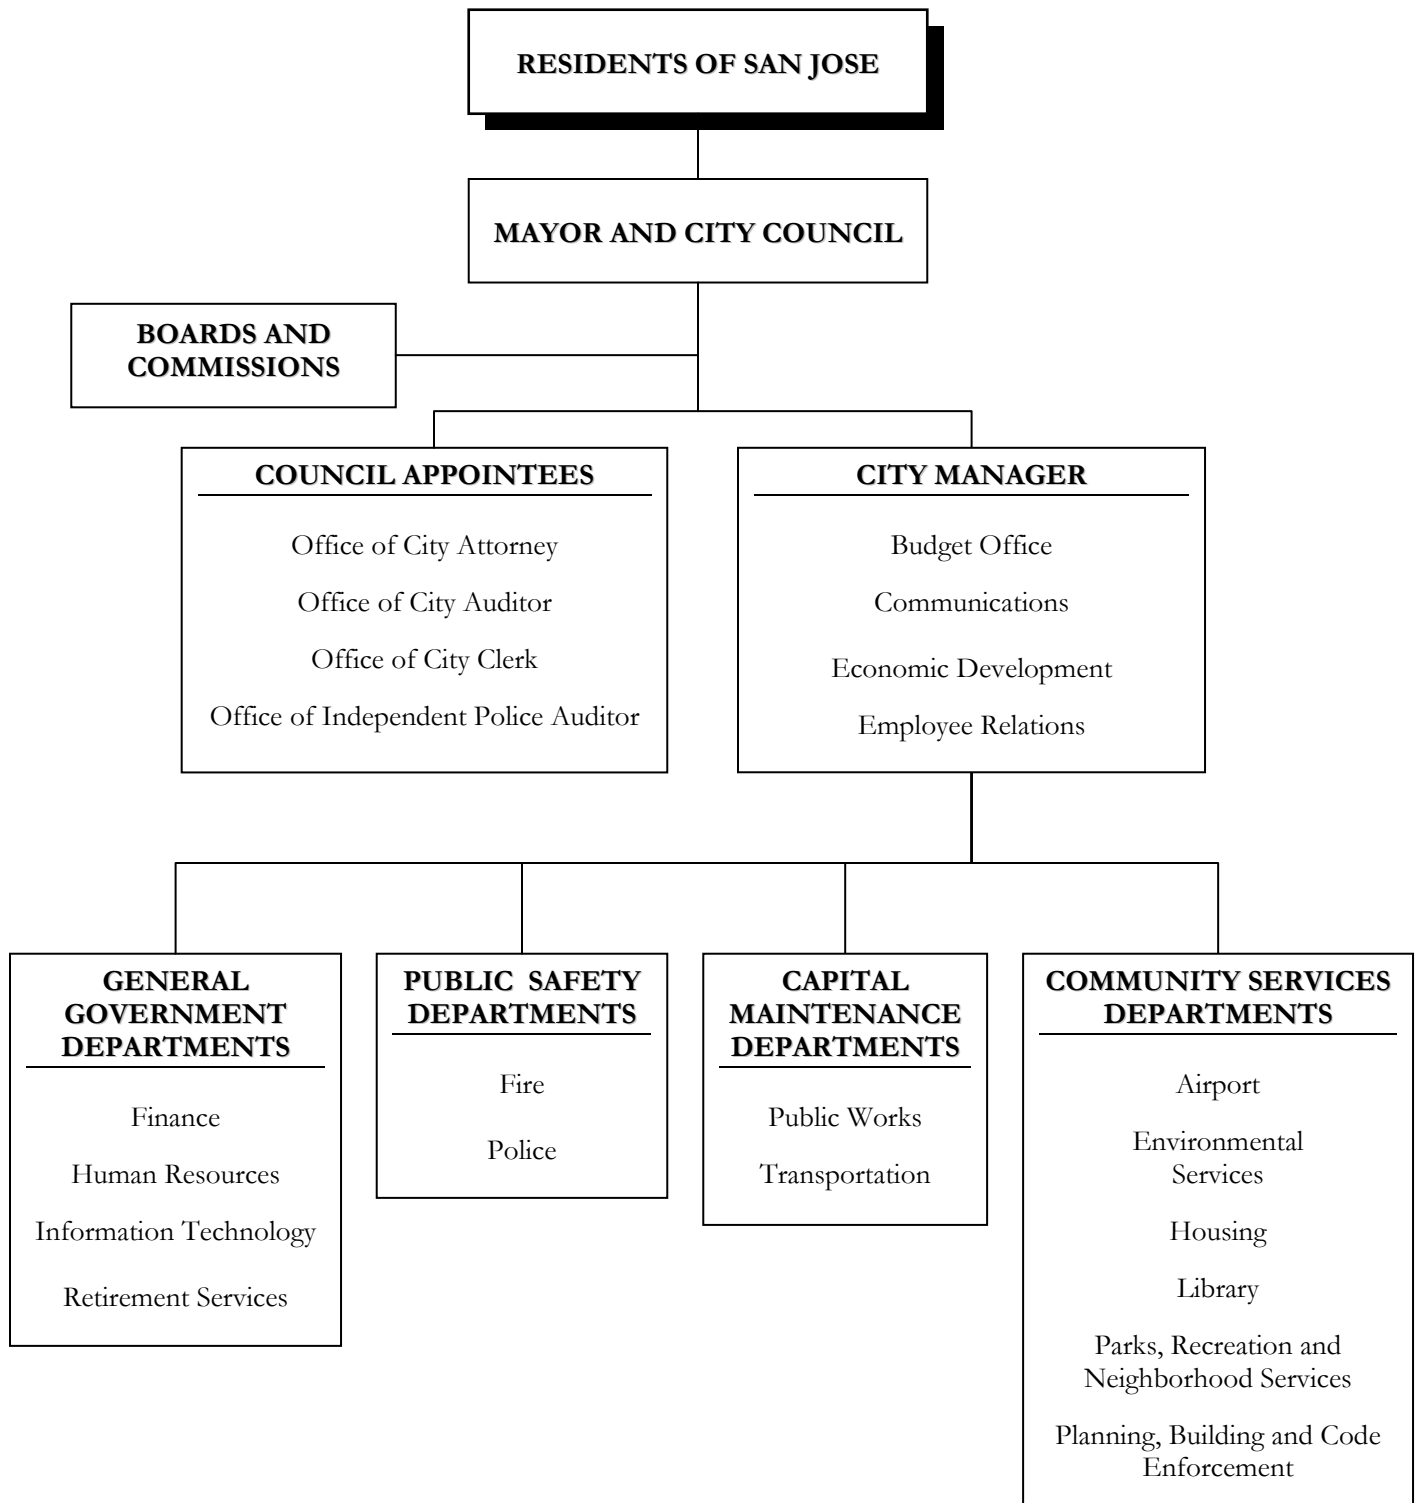 RESIDENTS OF SAN JOSE
MAYOR AND CITY COUNCIL
BOARDS AND
COMMISSIONS
COUNCIL APPOINTEES
Office of City Attorney
Office of City Auditor
Office of City Clerk
Office of Independent Police Auditor
CITY MANAGER
Budget Office
Communications
Economic Development
Employee Relations
GENERAL
GOVERNMENT
DEPARTMENTS
Finance
Human Resources
Information Technology
Retirement Services
PUBLIC SAFETY
DEPARTMENTS
Fire
Police
CAPITAL
MAINTENANCE
DEPARTMENTS
Public Works
Transportation
COMMUNITY SERVICES
DEPARTMENTS
Airport
Environmental
Services
Housing
Library
Parks, Recreation and
Neighborhood Services
Planning, Building and Code
Enforcement